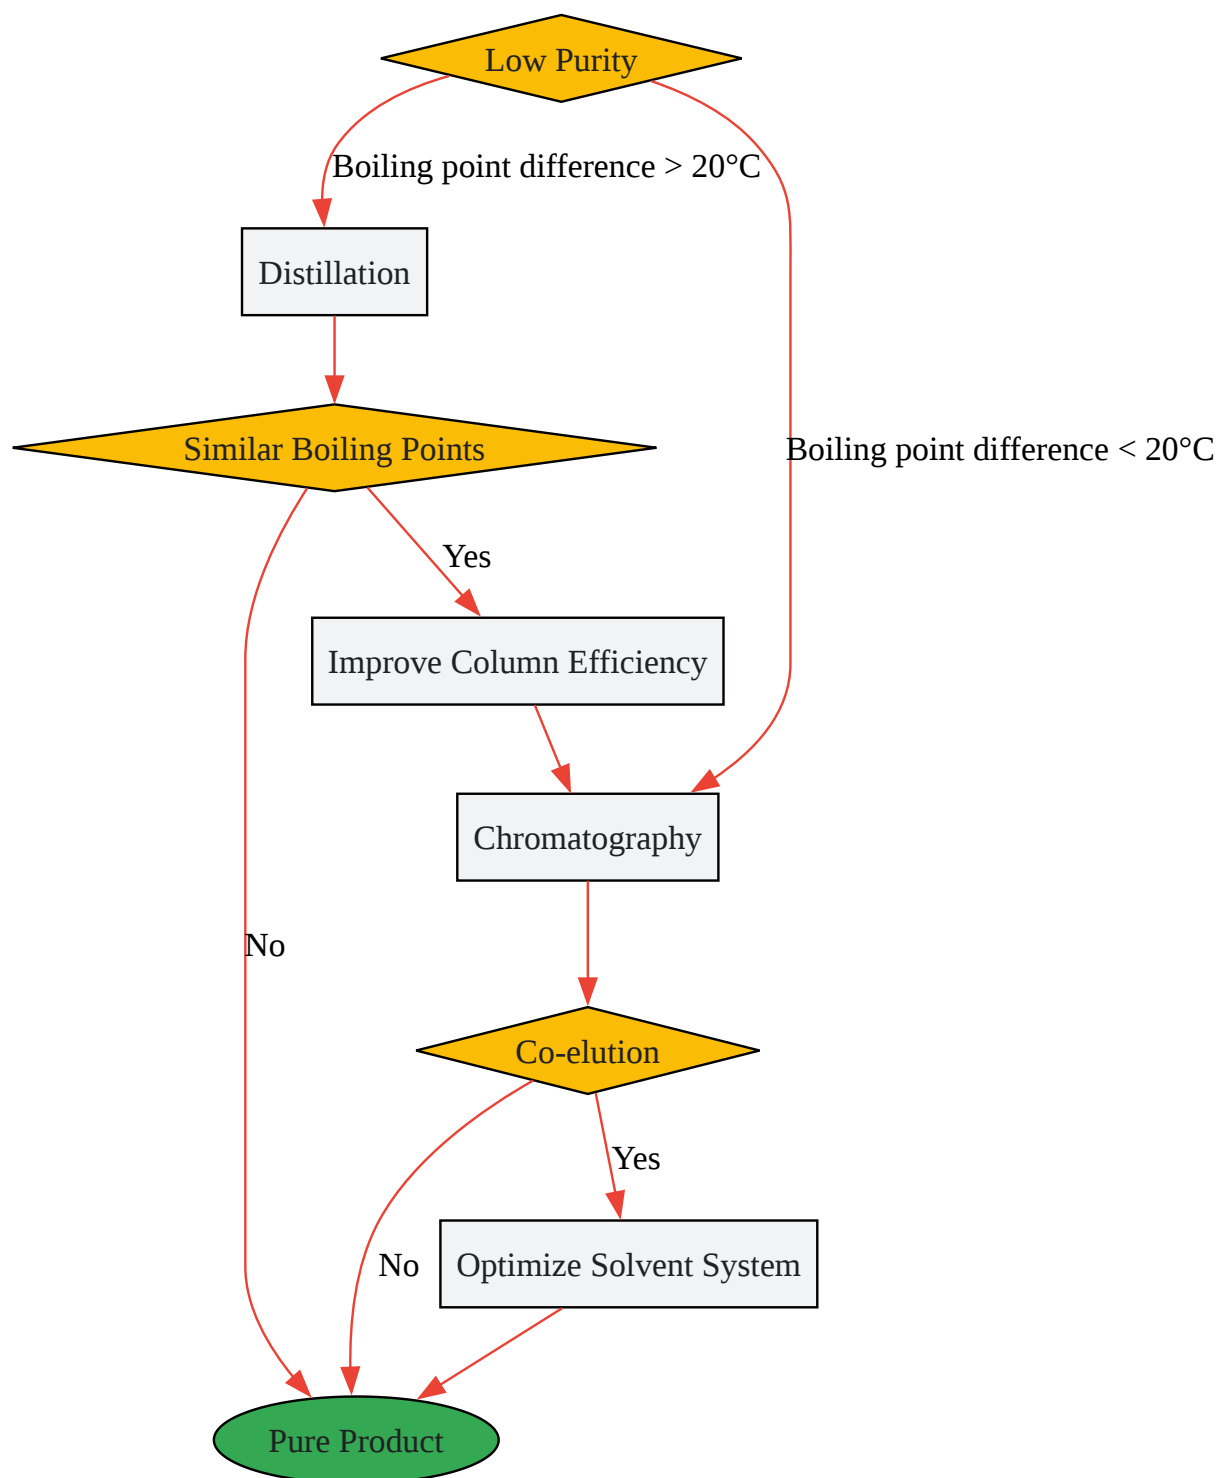 Low Purity
Boiling point difference > 20°C
Distillation
Similar Boiling Points
Boiling point difference < 20°C
Yes
Improve Column Efficiency
Chromatography
No
Co-elution
Yes
No
Optimize Solvent System
Pure Product